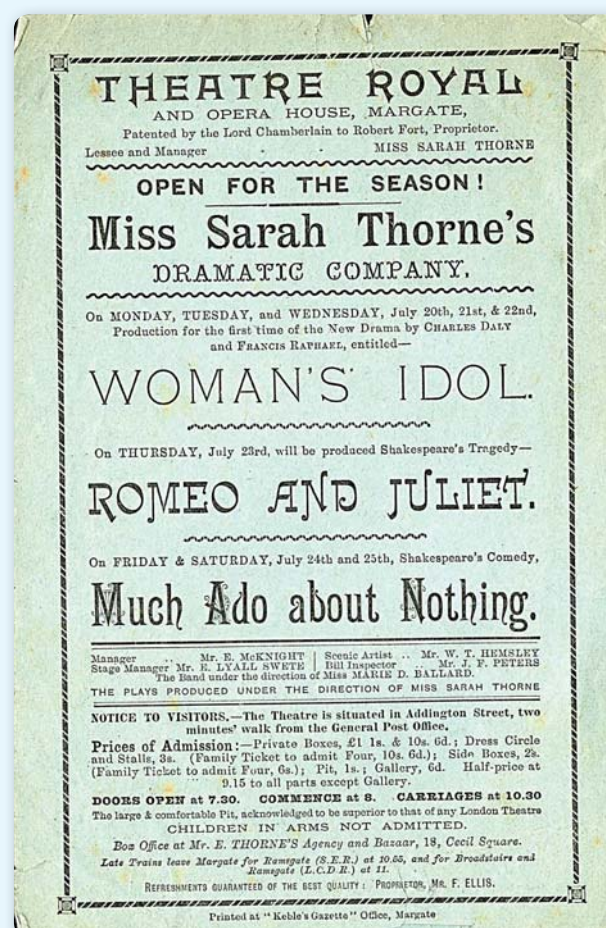 THEATRE ROYAL
AND OPERA HOUSE, MARGATE,
Patented by the Lord Chamberlain to Robert Fort, Proprietor.
Lessee and Manager - - MISS SARAH THORNE
OPEN FOR THE SEASON!
Miss Sarah Thorne's
DRAMATIC COMPANY.
On MONDAY, TUESDAY, and WEDNESDAY, July 20th, 21st, & 22nd,
Production for the first time of the New Drama by CHARLES DALY
and FRANCIS RAPHAEL, entitled—
WOMAN'S IDOL.
On THURSDAY, July 23rd, will be produced Shakespeare's Tragedy—
ROMEO AND JULIET.
On FRIDAY & SATURDAY, July 24th and 25th, Shakespeare's Comedy,
Much Ado about Nothing.
Manager .. Mr. E. McKNIGHT | Scenic Artist .. Mr. W. T. HEMSLEY
Stage Manager Mr. E. LYALL SWETE | Bill Inspector .. Mr. J. F. PETERS
The Band under the direction of Miss MARIE D. BALLARD.
THE PLAYS PRODUCED UNDER THE DIRECTION OF MISS SARAH THORNE
NOTICE TO VISITORS.—The Theatre is situated in Addington Street, two
minutes' walk from the General Post Office.
Prices of Admission:—Private Boxes, £1 1s. & 10s. 6d.; Dress Circle
and Stalls, 3s. (Family Ticket to admit Four, 10s. 6d.); Side Boxes, 2s.
(Family Ticket to admit Four, 6s.); Pit, 1s.; Gallery, 6d. Half-price at
9.15 to all parts except Gallery.
DOORS OPEN at 7.30. COMMENCE at 8. CARRIAGES at 10.30
The large & comfortable Pit, acknowledged to be superior to that of any London Theatre
CHILDREN IN ARMS NOT ADMITTED.
Box Office at Mr. E. THORNE'S Agency and Bazaar, 18, Cecil Square.
Late Trains leave Margate for Ramsgate (S.E.R.) at 10.55, and for Broadstairs and
Ramsgate (L.C.D.R.) at 11.
REFRESHMENTS GUARANTEED OF THE BEST QUALITY: PROPRIETOR, MR. F. ELLIS.
Printed at "Keble's Gazette" Office, Margate